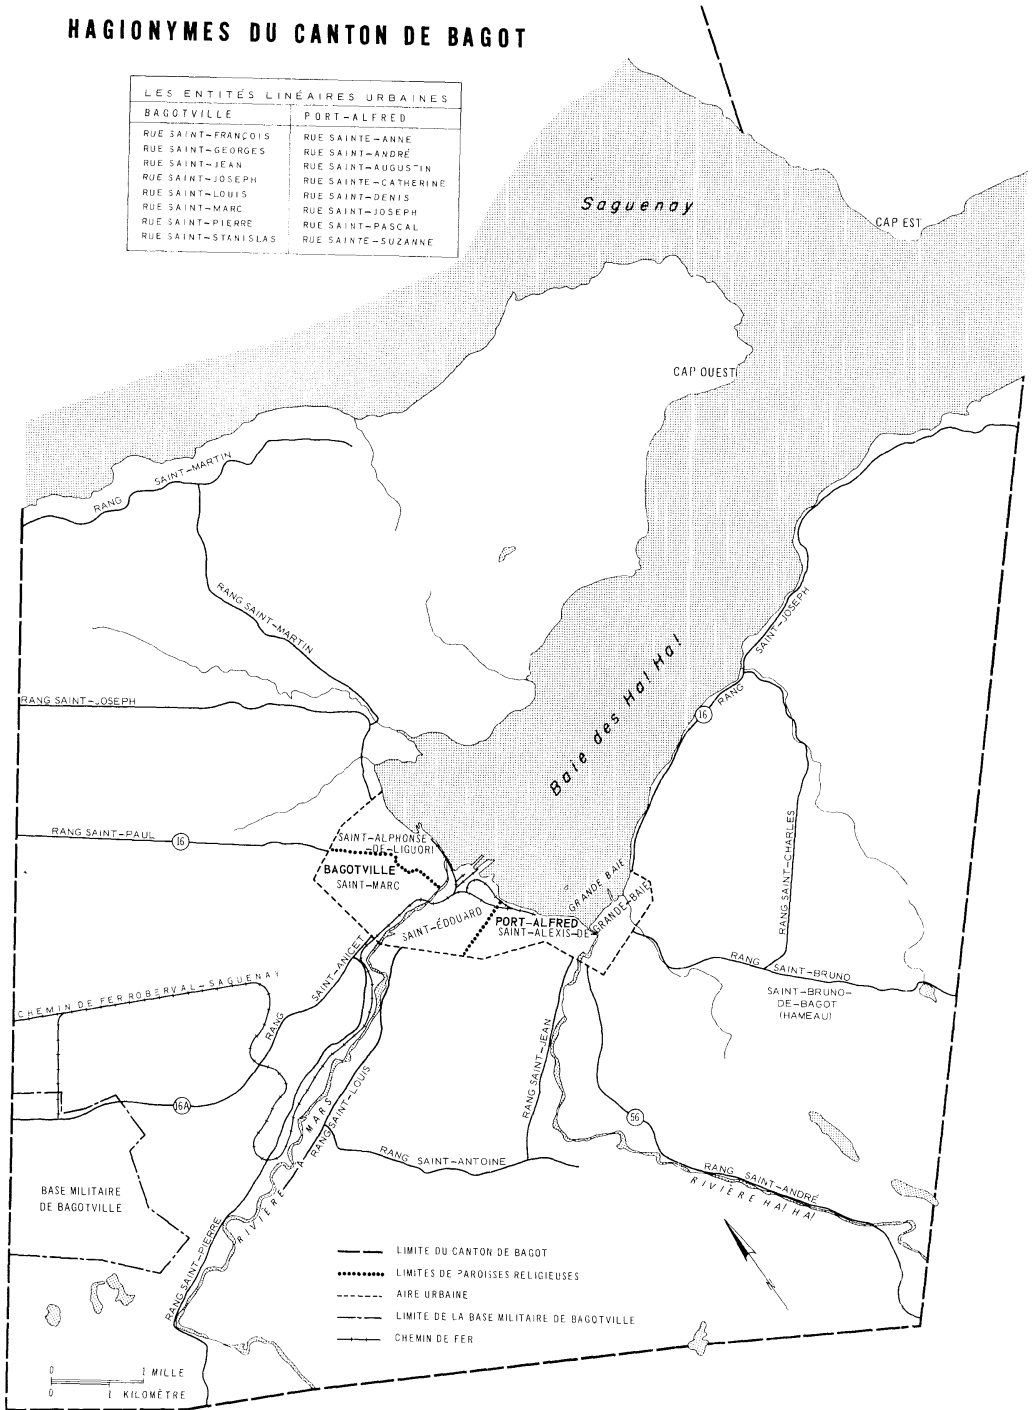 HAGIONYMES DU CANTON DE BAGOT
LES ENTITÉS LINÉAIRES URBAINES
BAGOTVILLE
RUE SAINT-FRANÇOIS
RUE SAINT-GEORGES
RUE SAINT-JEAN
RUE SAINT-JOSEPH
RUE SAINT-LOUIS
RUE SAINT-MARC
RUE SAINT-PIERRE
RUE SAINT-STANISLAS
PORT-ALFRED
RUE SAINTE-ANNE
RUE SAINT-ANDRÉ
RUE SAINT-AUGUSTIN
RUE SAINTE-CATHERINE
RUE SAINT-DENIS
RUE SAINT-JOSEPH
RUE SAINT-PASCAL
RUE SAINTE-SUZANNE
Saguenay
CAP EST
CAP OUEST
RANG SAINT-MARTIN
RANG SAINT-MARTIN
RANG SAINT-JOSEPH
Baie des Ha! Ha!
RANG SAINT-JOSEPH
16
RANG SAINT-PAUL
16
SAINT-ALPHONSE
-DE-LIGUORI
BAGOTVILLE
SAINT-MARC
SAINT-ÉDOUARD
PORT-ALFRED
SAINT-ALEXIS-DE-GRANDE-BAIE
GRANDE BAIE
RANG SAINT-CHARLES
RANG SAINT-BRUNO
SAINT-BRUNO-
DE-BAGOT
(HAMEAU)
CHEMIN DE FER ROBERVAL-SAGUENAY
RANG SAINT-ANICET
16A
RIVIÈRE À MARS
RANG SAINT-LOUIS
RANG SAINT-JEAN
56
RANG SAINT-ANTOINE
RANG SAINT-ANDRÉ
RIVIÈRE HA! HA!
BASE MILITAIRE
DE BAGOTVILLE
RANG SAINT-PIERRE
N
LIMITE DU CANTON DE BAGOT
LIMITES DE PAROISSES RELIGIEUSES
AIRE URBAINE
LIMITE DE LA BASE MILITAIRE DE BAGOTVILLE
CHEMIN DE FER
0 1 MILLE
0 1 KILOMÈTRE